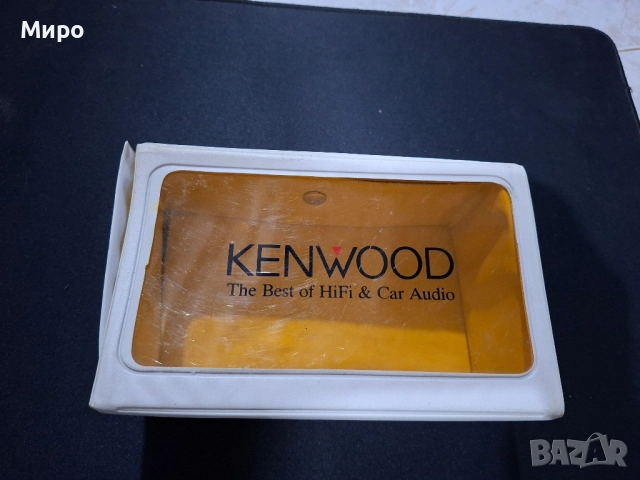 Миро
KENWOOD
The Best of HiFi & Car Audio
BAZAR